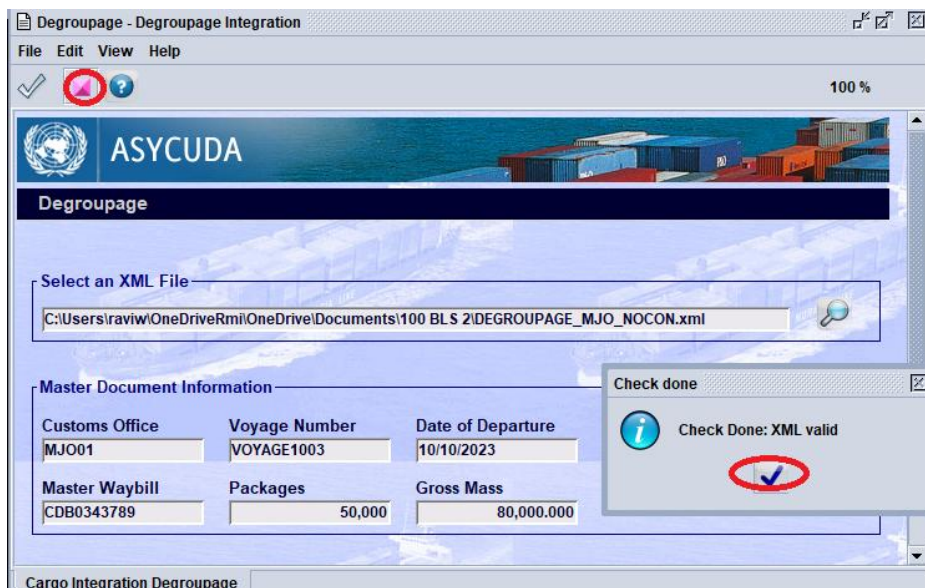 Degroupage - Degroupage Integration
File Edit View Help
100 %
ASYCUDA
Degroupage
Select an XML File
C:\Users\raviw\OneDriveRmi\OneDrive\Documents\100 BLS 2\DEGROUPAGE_MJO_NOCON.xml
Master Document Information
Customs Office Voyage Number Date of Departure
MJO01 VOYAGE1003 10/10/2023
Master Waybill Packages Gross Mass
CDB0343789 50,000 80,000.000
Check done
Check Done: XML valid
Cargo Integration Degroupage